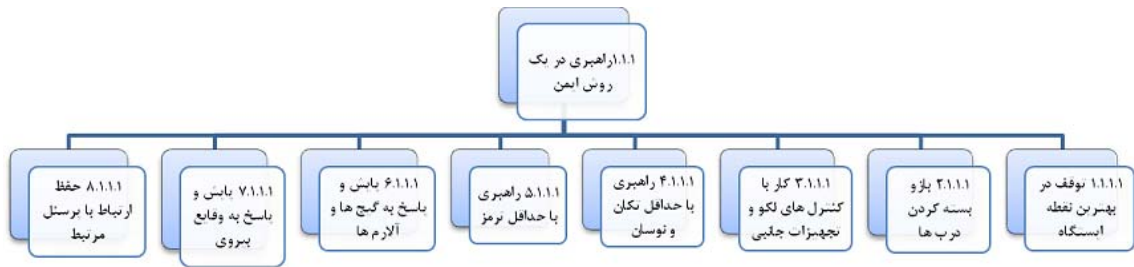 ۱.۱.۱راهبری در یک
روش ایمن
۱.۱.۱.۱ توقف در
بهترین نقطه
ایستگاه
۲.۱.۱.۱ باز و
بسته کردن
درب ها
۳.۱.۱.۱ کار با
کنترل های لکو و
تجهیزات جانبی
۴.۱.۱.۱ راهبری
با حداقل تکان
و نوسان
۵.۱.۱.۱ راهبری
با حداقل ترمز
۶.۱.۱.۱ پایش و
پاسخ به گیج ها و
آلارم ها
۷.۱.۱.۱ پایش و
پاسخ به وقایع
بیروی
۸.۱.۱.۱ حفظ
ارتباط با پرسنل
مرتبط